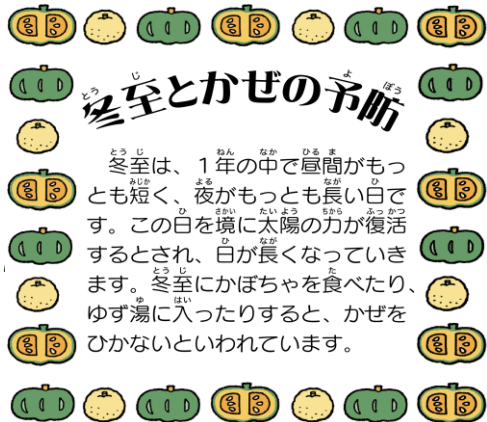 冬至とかぜの予防
冬至は、１年の中で昼間がもっ
とも短く、夜がもっとも長い日で
す。この日を境に太陽の力が復活
するとされ、日が長くなっていき
ます。冬至にかぼちゃを食べたり、
ゆず湯に入ったりすると、かぜを
ひかないといわれています。